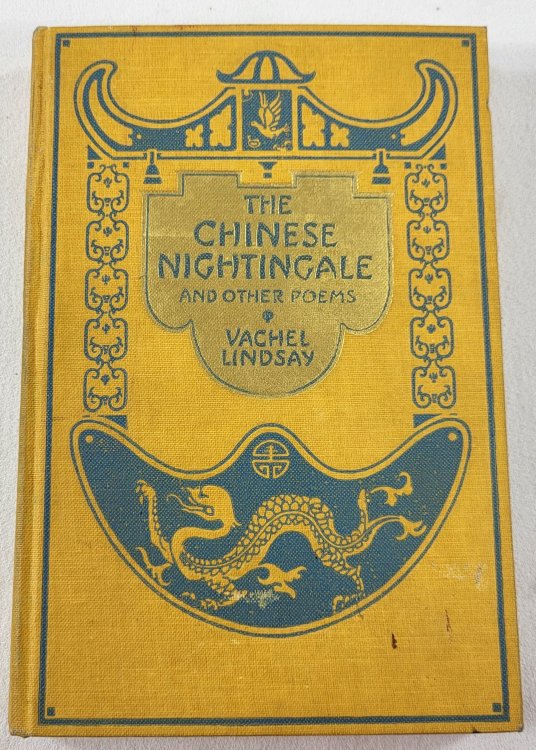 THE
CHINESE
NIGHTINGALE
AND OTHER POEMS
VACHEL
LINDSAY